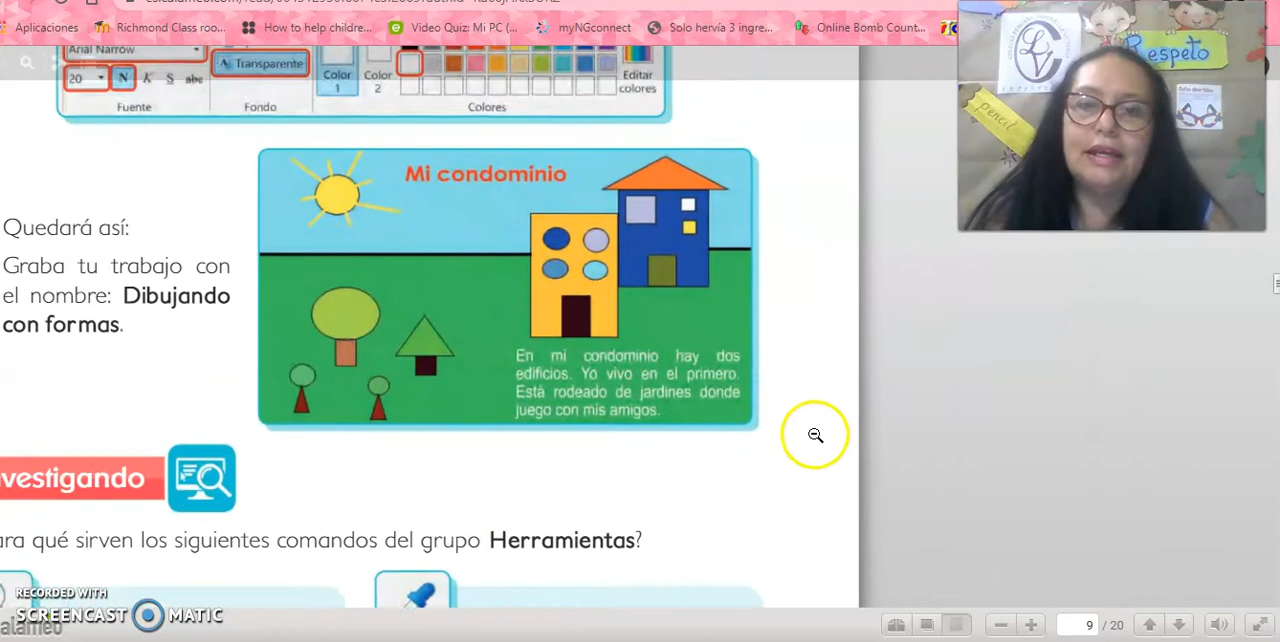 Aplicaciones
Richmond Class roo...
How to help childre...
Video Quiz: Mi PC (...
myNGconnect
Solo hervía 3 ingre...
Online Bomb Count...
Arial Narrow
20
N
K
S
abc
Transparente
Color
1
Color
2
Editar
colores
Fuente
Fondo
Colores
Respeto
pencil
LV
Mi condominio
Quedará así:
Graba tu trabajo con
el nombre: Dibujando
con formas.
En mi condominio hay dos
edificios. Yo vivo en el primero.
Está rodeado de jardines donde
juego con mis amigos.
nvestigando
ara qué sirven los siguientes comandos del grupo Herramientas?
RECORDED WITH
SCREENCAST MATIC
calaméo
9 / 20